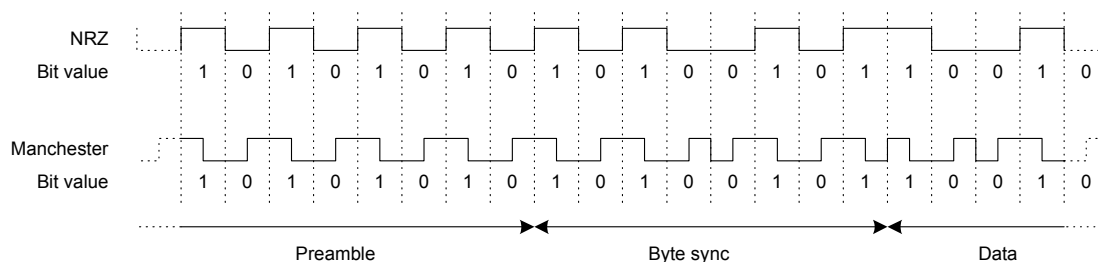 NRZ
Bit value 1 0 1 0 1 0 1 0 1 0 1 0 0 1 0 1 1 0 0 1 0
Manchester
Bit value 1 0 1 0 1 0 1 0 1 0 1 0 0 1 0 1 1 0 0 1 0
Preamble Byte sync Data